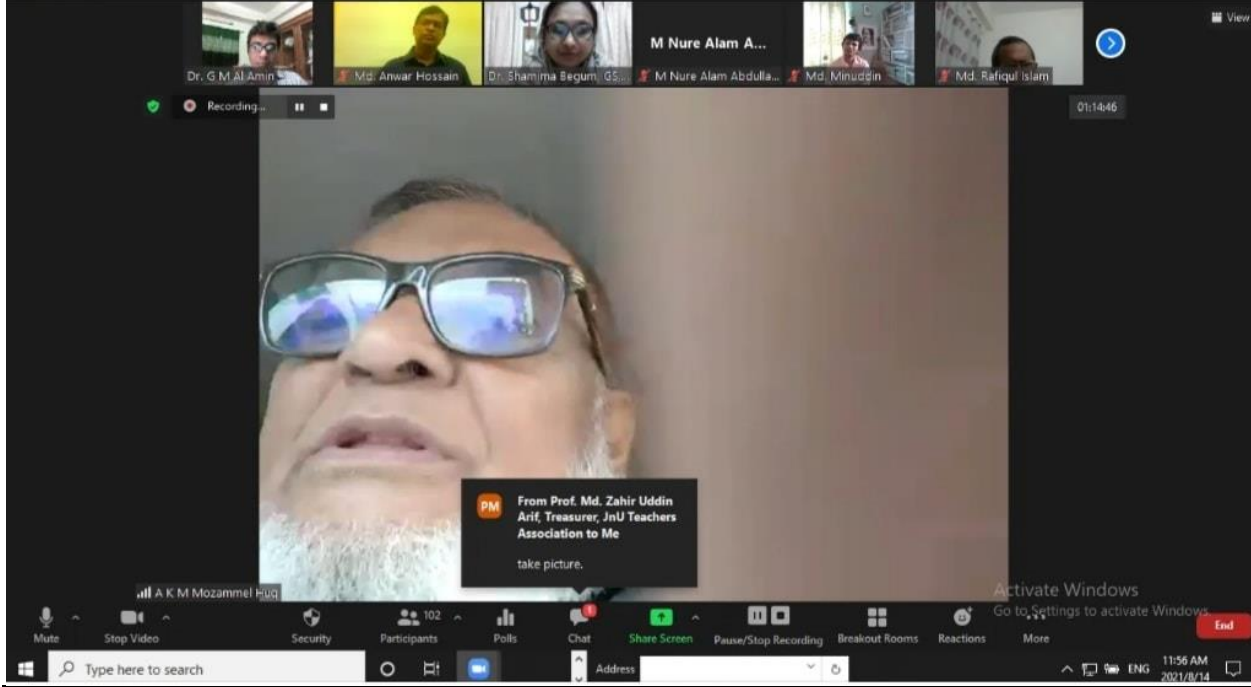 View
M Nure Alam A...
Dr. G M Al Amin
Md. Anwar Hossain
Dr. Shamima Begum, GS...
M Nure Alam Abdulla...
Md. Minuddin
Md. Rafiqul Islam
Recording...
01:14:46
PM
From Prof. Md. Zahir Uddin
Arif, Treasurer, JnU Teachers
Association to Me
take picture.
A K M Mozammel Huq
Activate Windows
Go to Settings to activate Windows.
102
1
Mute
Stop Video
Security
Participants
Polls
Chat
Share Screen
Pause/Stop Recording
Breakout Rooms
Reactions
More
End
Type here to search
Address
ENG
11:56 AM
2021/8/14